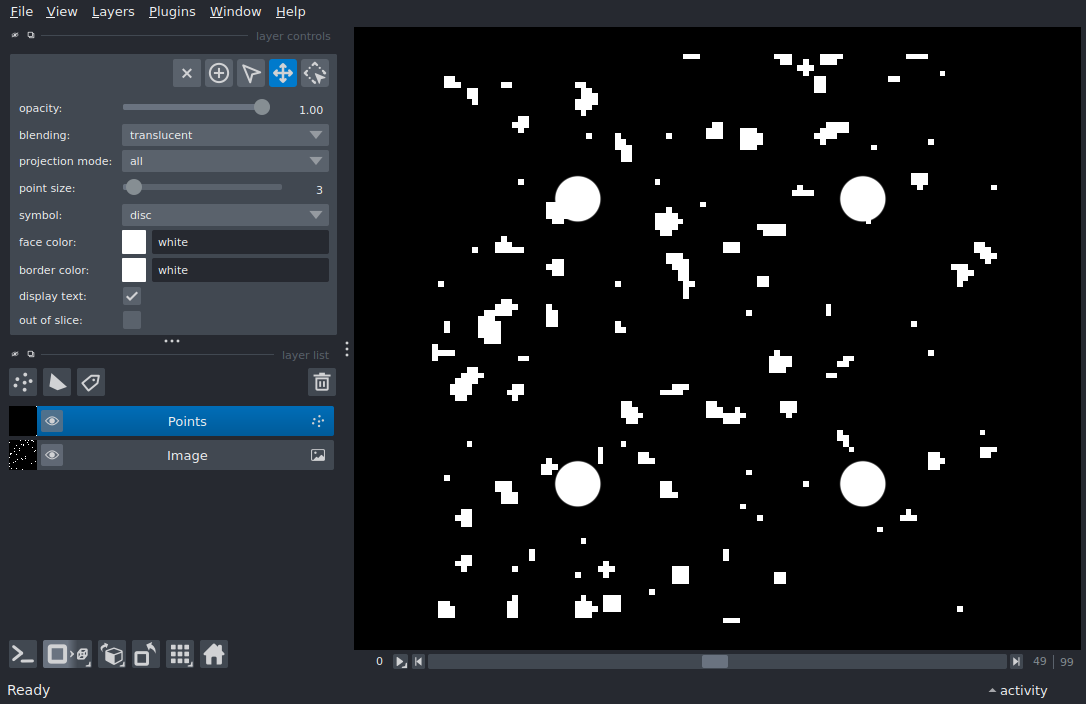 File View Layers Plugins Window Help
layer controls
opacity: 1.00
blending: translucent
projection mode: all
point size: 3
symbol: disc
face color: white
border color: white
display text:
out of slice:
layer list
Points
Image
0 49 99
Ready activity